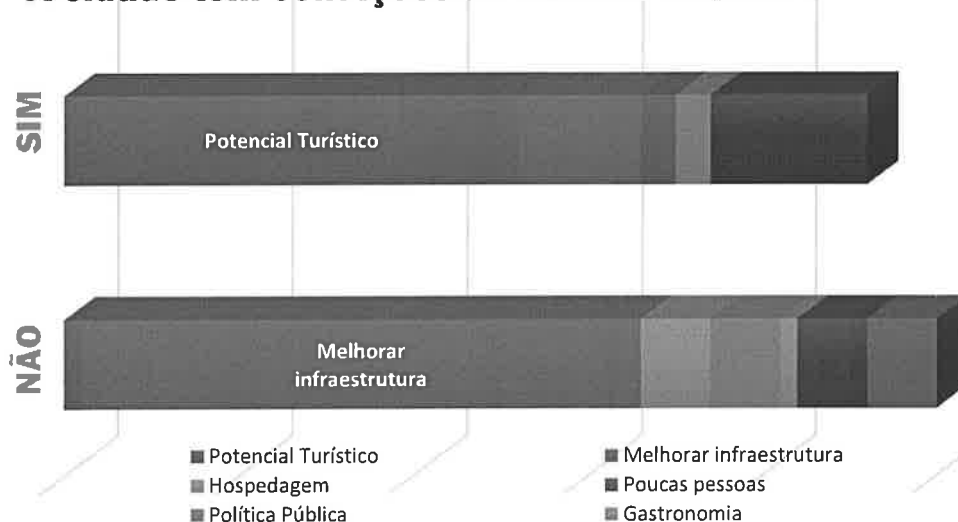 SIM
Potencial Turístico
NÃO
Melhorar
infraestrutura
Potencial Turístico
Melhorar infraestrutura
Hospedagem
Poucas pessoas
Política Pública
Gastronomia